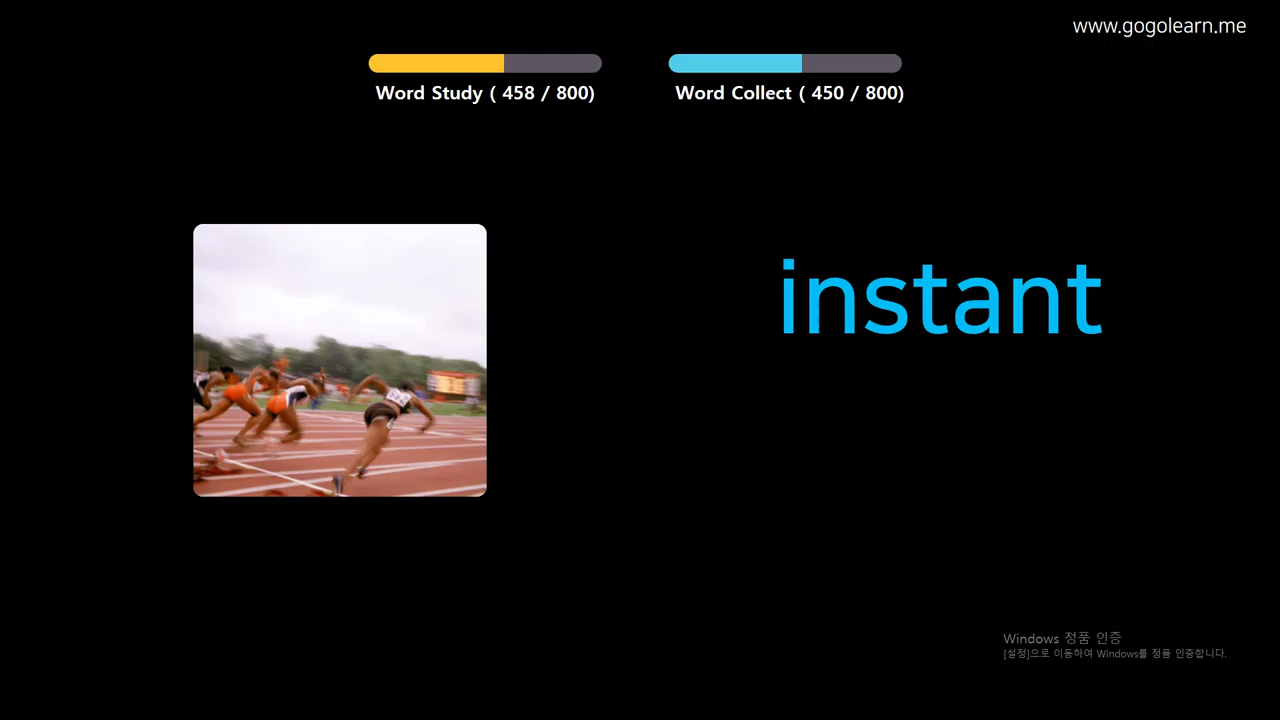 www.gogolearn.me
Word Study ( 458 / 800)
Word Collect ( 450 / 800)
instant
Windows 정품 인증
[설정]으로 이동하여 Windows를 정품 인증합니다.